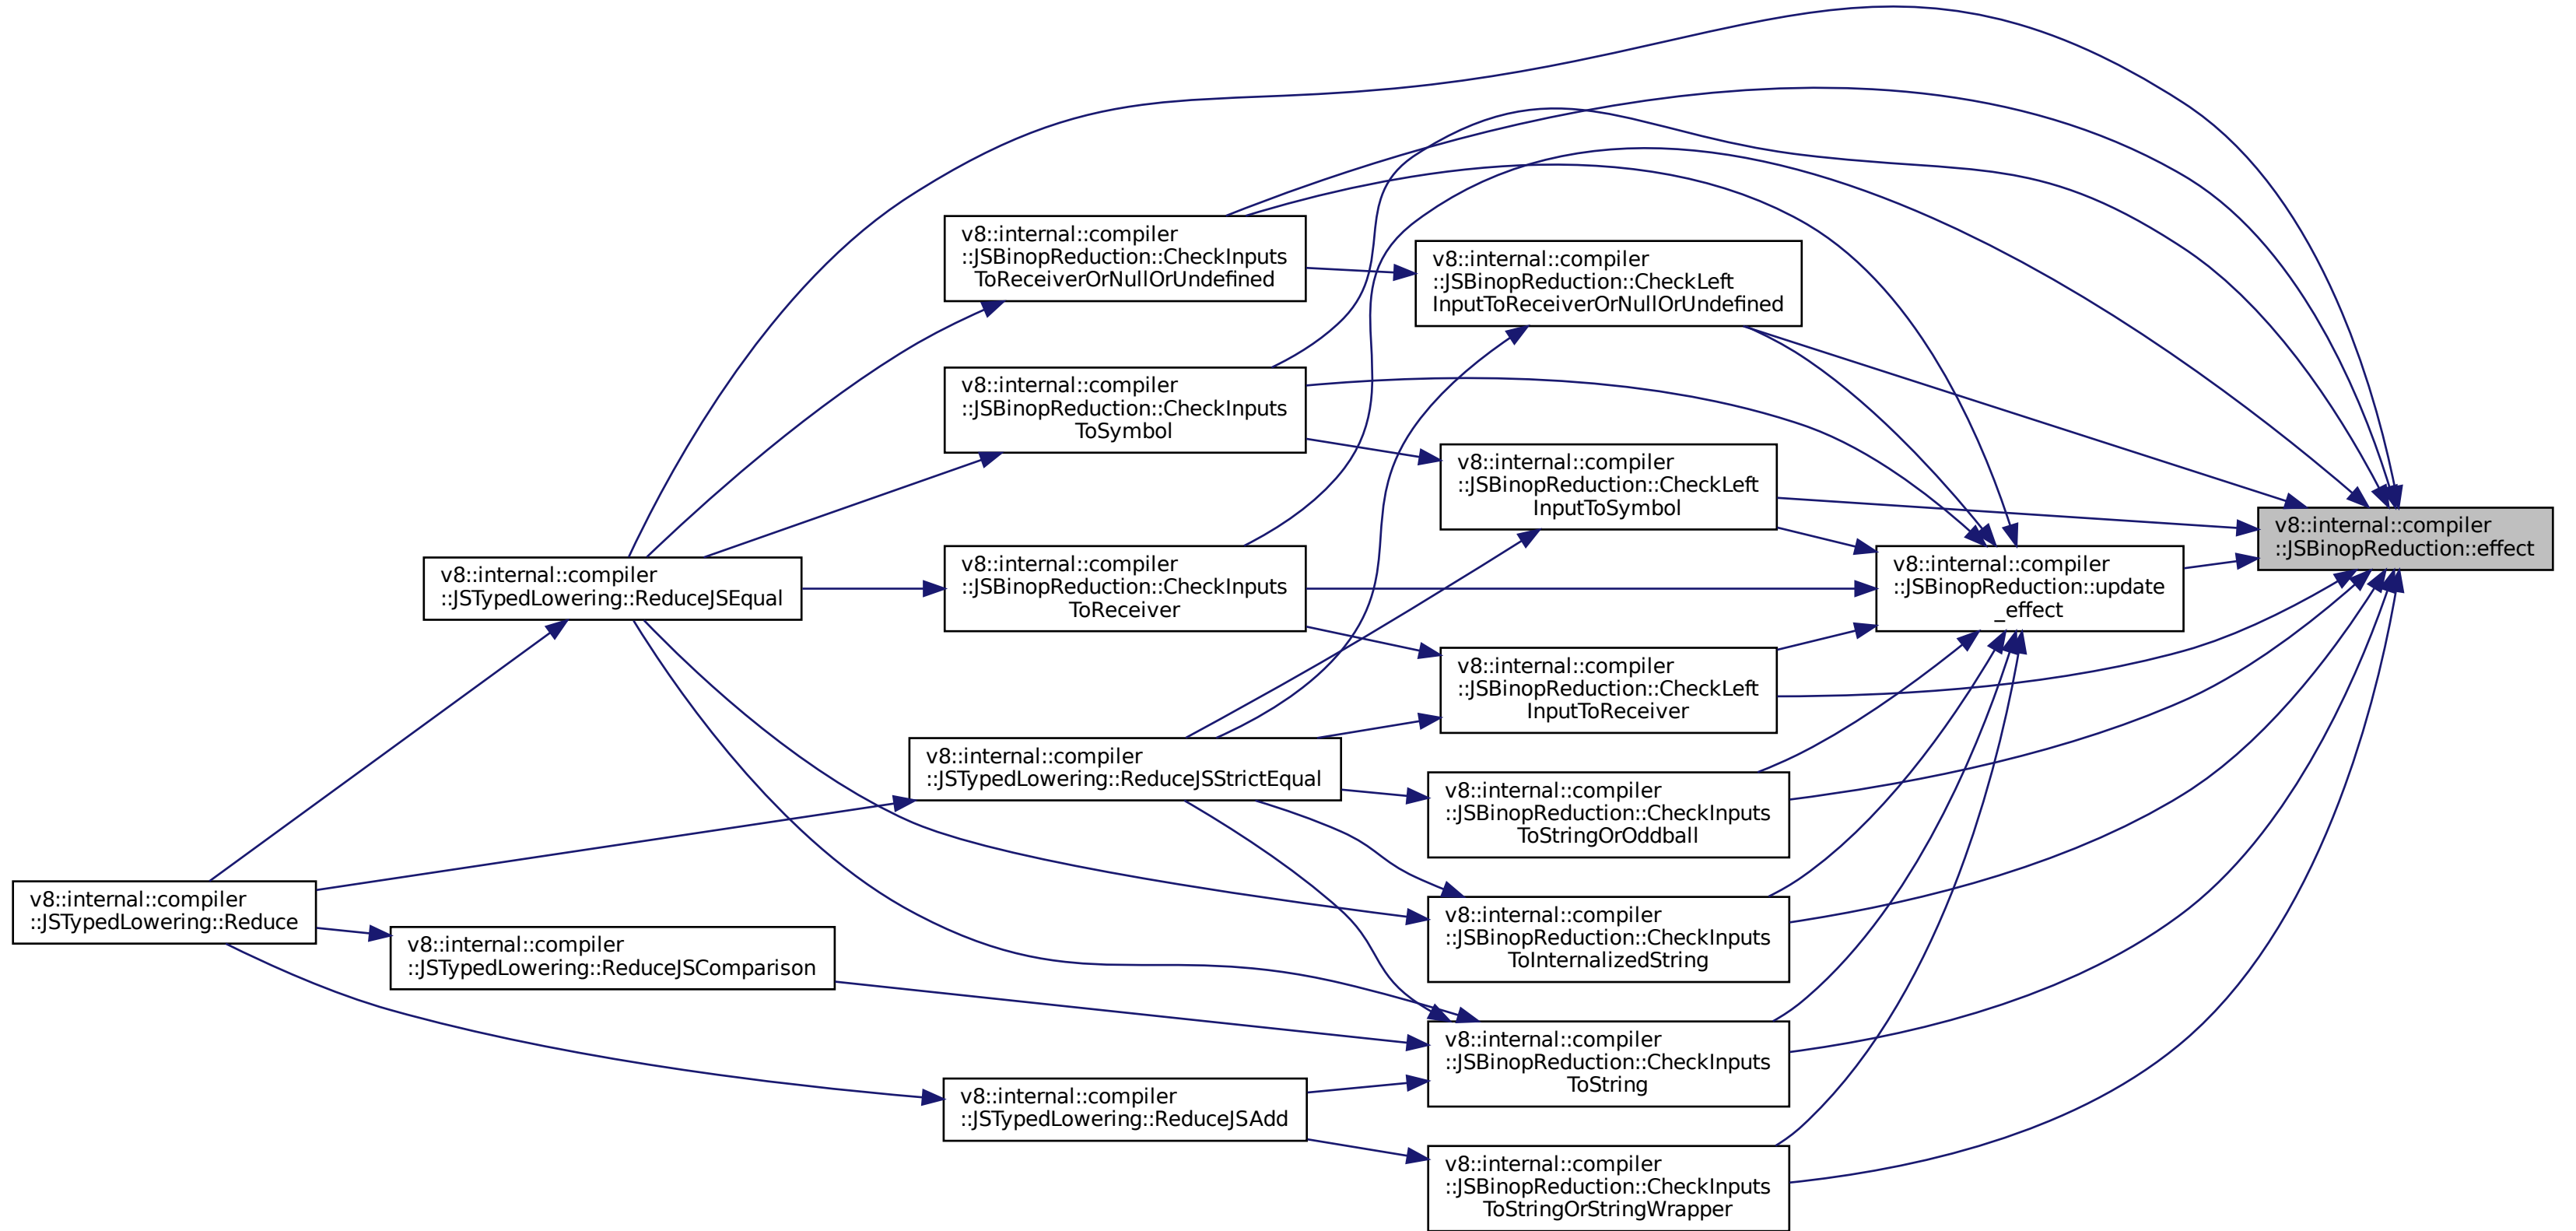 v8::internal::compiler
::JSBinopReduction::CheckInputs
ToReceiverOrNullOrUndefined
v8::internal::compiler
::JSBinopReduction::CheckLeft
InputToReceiverOrNullOrUndefined
v8::internal::compiler
::JSBinopReduction::CheckInputs
ToSymbol
v8::internal::compiler
::JSBinopReduction::CheckLeft
InputToSymbol
v8::internal::compiler
::JSBinopReduction::effect
v8::internal::compiler
::JSTypedLowering::ReduceJSEqual
v8::internal::compiler
::JSBinopReduction::CheckInputs
ToReceiver
v8::internal::compiler
::JSBinopReduction::update
_effect
v8::internal::compiler
::JSBinopReduction::CheckLeft
InputToReceiver
v8::internal::compiler
::JSTypedLowering::ReduceJSStrictEqual
v8::internal::compiler
::JSBinopReduction::CheckInputs
ToStringOrOddball
v8::internal::compiler
::JSTypedLowering::Reduce
v8::internal::compiler
::JSTypedLowering::ReduceJSComparison
v8::internal::compiler
::JSBinopReduction::CheckInputs
ToInternalizedString
v8::internal::compiler
::JSBinopReduction::CheckInputs
ToString
v8::internal::compiler
::JSTypedLowering::ReduceJSAdd
v8::internal::compiler
::JSBinopReduction::CheckInputs
ToStringOrStringWrapper